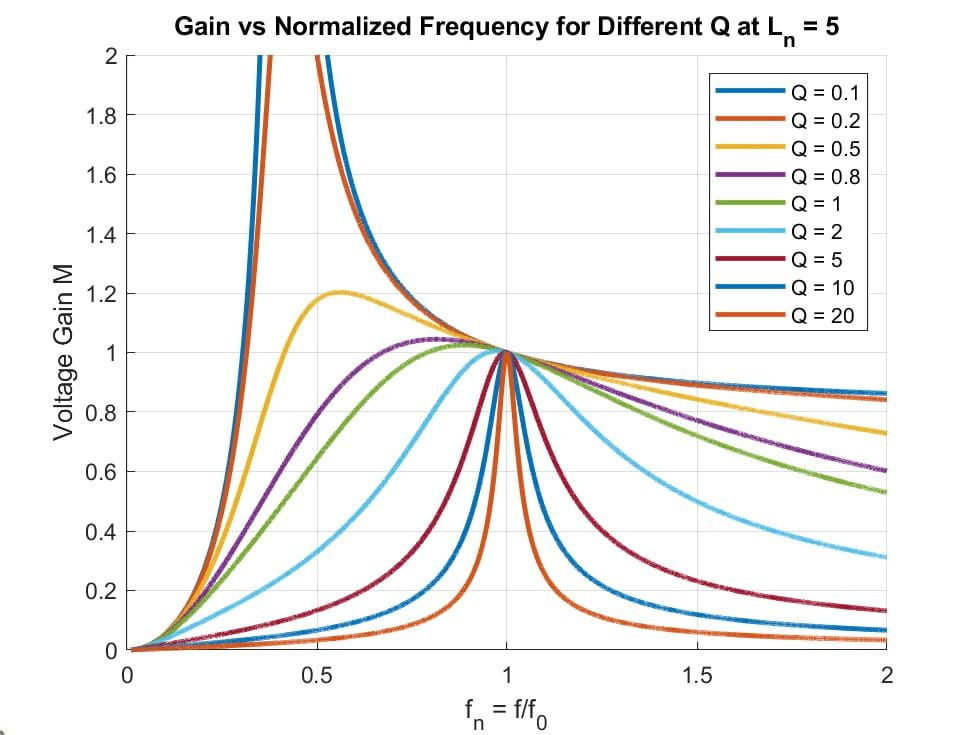 Gain vs Normalized Frequency for Different Q at Lₙ = 5
2
1.8
1.6
1.4
1.2
1
0.8
0.6
0.4
0.2
0
Voltage Gain M
Q = 0.1
Q = 0.2
Q = 0.5
Q = 0.8
Q = 1
Q = 2
Q = 5
Q = 10
Q = 20
0 0.5 1 1.5 2
fₙ = f/f₀